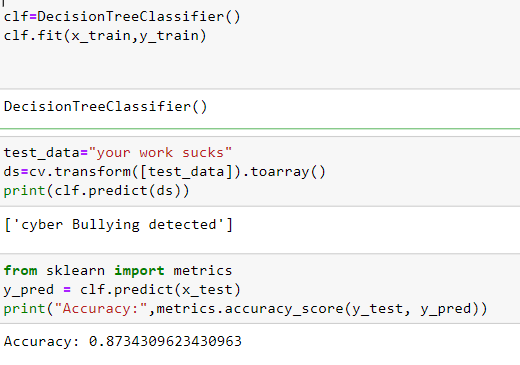 clf=DecisionTreeClassifier()
clf.fit(x_train,y_train)
DecisionTreeClassifier()
test_data="your work sucks"
ds=cv.transform([test_data]).toarray()
print(clf.predict(ds))
['cyber Bullying detected']
from sklearn import metrics
y_pred = clf.predict(x_test)
print("Accuracy:",metrics.accuracy_score(y_test, y_pred))
Accuracy: 0.8734309623430963